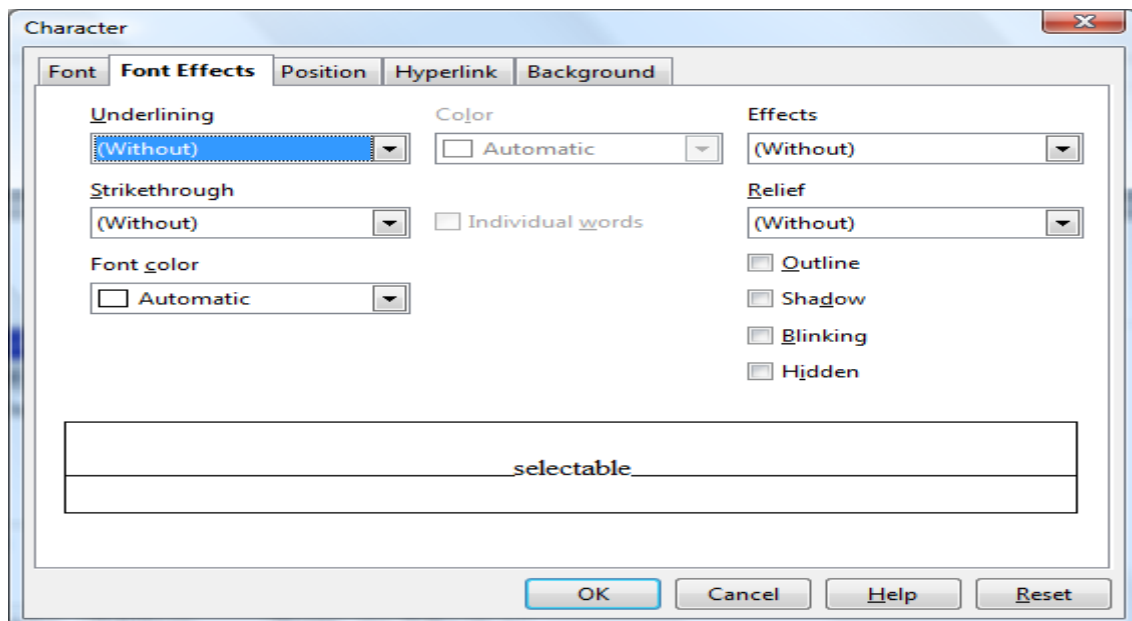 Character
Font Font Effects Position Hyperlink Background
Underlining Color Effects
(Without) Automatic (Without)
Strikethrough Relief
(Without) Individual words (Without)
Font color Outline
Automatic Shadow
Blinking
Hidden
selectable
OK Cancel Help Reset